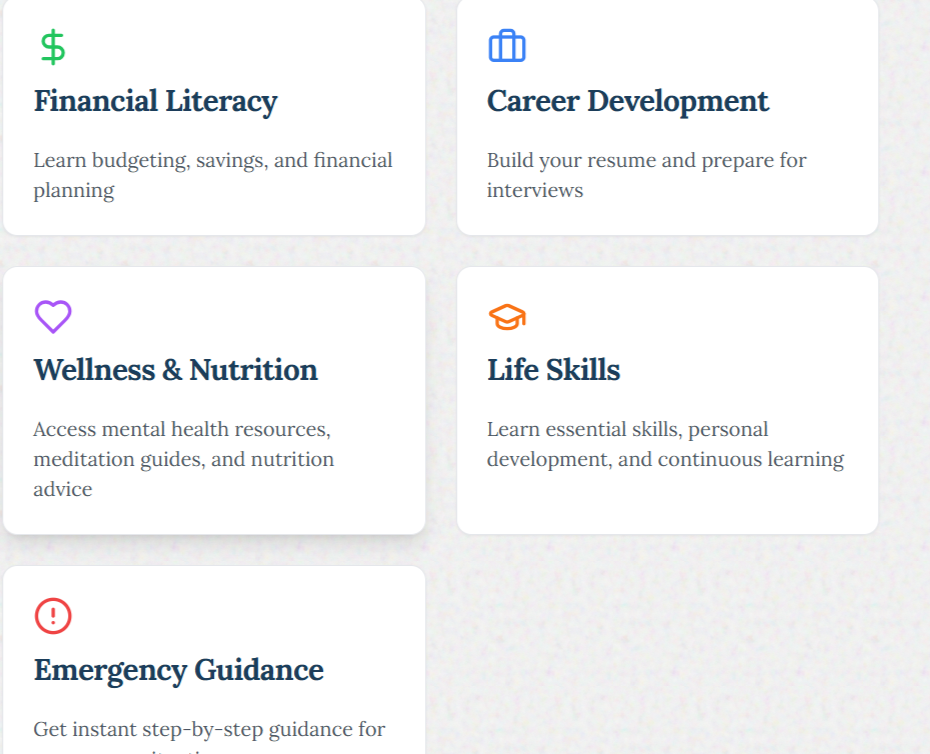 Financial Literacy
Learn budgeting, savings, and financial
planning
Career Development
Build your resume and prepare for
interviews
Wellness & Nutrition
Access mental health resources,
meditation guides, and nutrition
advice
Life Skills
Learn essential skills, personal
development, and continuous learning
Emergency Guidance
Get instant step-by-step guidance for